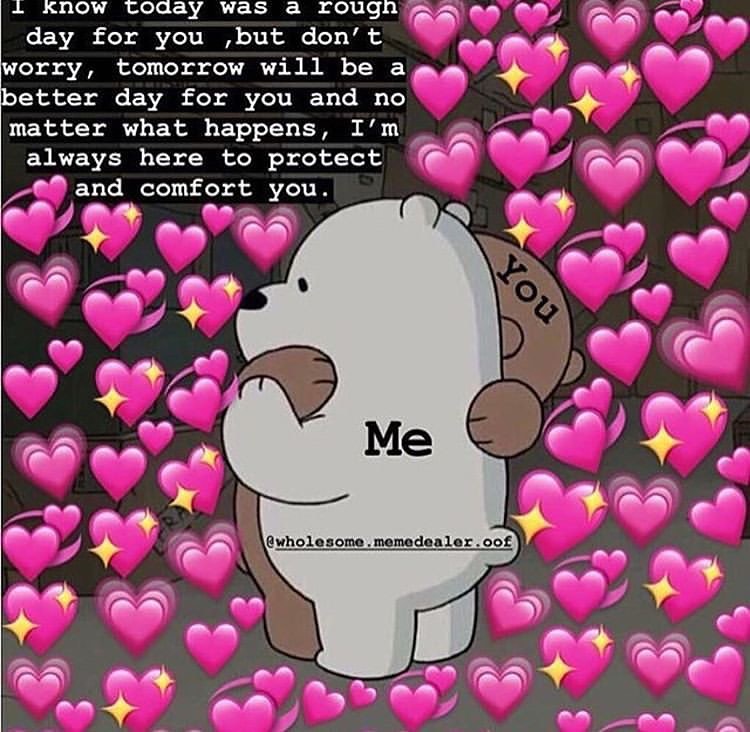 I know today was a rough
day for you ,but don't
worry, tomorrow will be a
better day for you and no
matter what happens, I'm
always here to protect
and comfort you.
You
Me
@wholesome.memedealer.oof